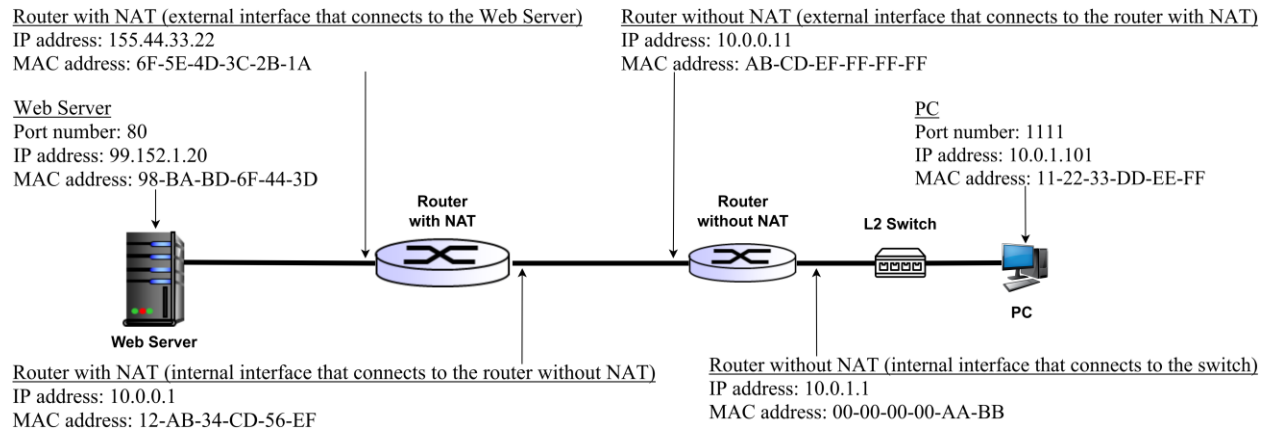 Router with NAT (external interface that connects to the Web Server)
IP address: 155.44.33.22
MAC address: 6F-5E-4D-3C-2B-1A
Router without NAT (external interface that connects to the router with NAT)
IP address: 10.0.0.11
MAC address: AB-CD-EF-FF-FF-FF
Web Server
Port number: 80
IP address: 99.152.1.20
MAC address: 98-BA-BD-6F-44-3D
PC
Port number: 1111
IP address: 10.0.1.101
MAC address: 11-22-33-DD-EE-FF
Router
with NAT
Router
without NAT
L2 Switch
Web Server
PC
Router with NAT (internal interface that connects to the router without NAT)
IP address: 10.0.0.1
MAC address: 12-AB-34-CD-56-EF
Router without NAT (internal interface that connects to the switch)
IP address: 10.0.1.1
MAC address: 00-00-00-00-AA-BB